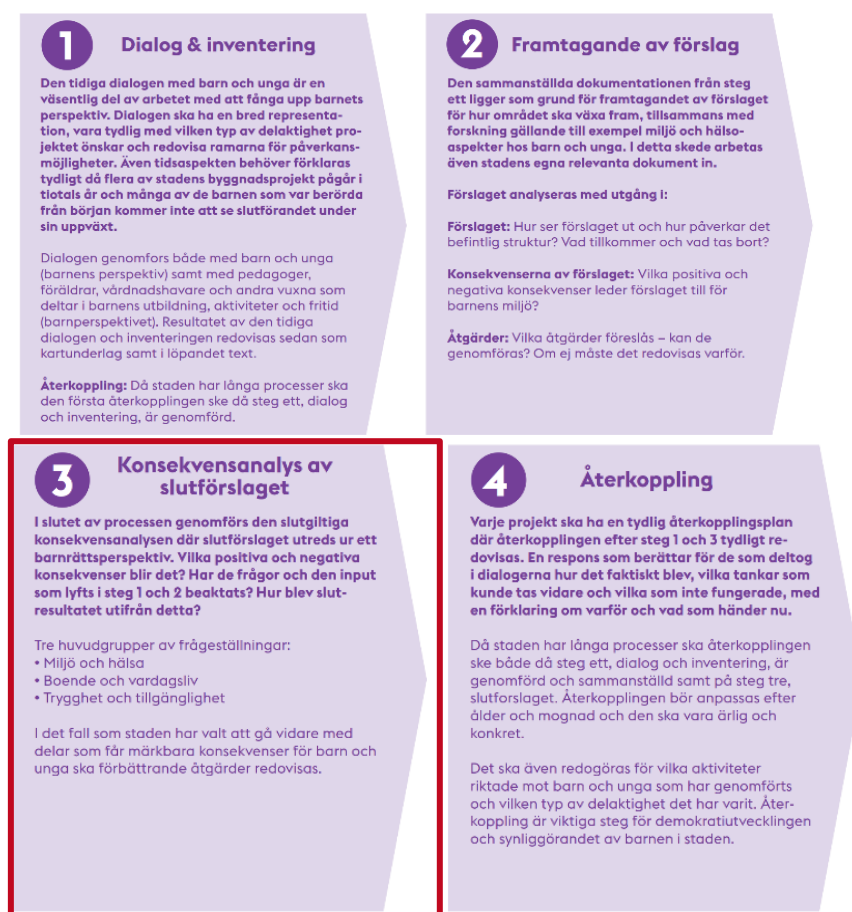 1 Dialog & inventering
Den tidiga dialogen med barn och unga är en
väsentlig del av arbetet med att fånga upp barnets
perspektiv. Dialogen ska ha en bred representa-
tion, vara tydlig med vilken typ av delaktighet pro-
jektet önskar och redovisa ramarna för påverkans-
möjligheter. Även tidsaspekten behöver förklaras
tydligt då flera av stadens byggnadsprojekt pågår i
tiotals år och många av de barnen som var berörda
från början kommer inte att se slutförandet under
sin uppväxt.
Dialogen genomförs både med barn och unga
(barnens perspektiv) samt med pedagoger,
föräldrar, vårdnadshavare och andra vuxna som
deltar i barnens utbildning, aktiviteter och fritid
(barnperspektivet). Resultatet av den tidiga
dialogen och inventeringen redovisas sedan som
kartunderlag samt i löpandet text.
Återkoppling: Då staden har långa processer ska
den första återkopplingen ske då steg ett, dialog
och inventering, är genomförd.
2 Framtagande av förslag
Den sammanställda dokumentationen från steg
ett ligger som grund för framtagandet av förslaget
för hur området ska växa fram, tillsammans med
forskning gällande till exempel miljö och hälso-
aspekter hos barn och unga. I detta skede arbetas
även stadens egna relevanta dokument in.
Förslaget analyseras med utgång i:
Förslaget: Hur ser förslaget ut och hur påverkar det
befintlig struktur? Vad tillkommer och vad tas bort?
Konsekvenserna av förslaget: Vilka positiva och
negativa konsekvenser leder förslaget till för
barnens miljö?
Åtgärder: Vilka åtgärder föreslås – kan de
genomföras? Om ej måste det redovisas varför.
3 Konsekvensanalys av
slutförslaget
I slutet av processen genomförs den slutgiltiga
konsekvensanalysen där slutförslaget utreds ur ett
barnrättsperspektiv. Vilka positiva och negativa
konsekvenser blir det? Har de frågor och den input
som lyfts i steg 1 och 2 beaktats? Hur blev slut-
resultatet utifrån detta?
Tre huvudgrupper av frågeställningar:
• Miljö och hälsa
• Boende och vardagsliv
• Trygghet och tillgänglighet
I det fall som staden har valt att gå vidare med
delar som får märkbara konsekvenser för barn och
unga ska förbättrande åtgärder redovisas.
4 Återkoppling
Varje projekt ska ha en tydlig återkopplingsplan
där återkopplingen efter steg 1 och 3 tydligt re-
dovisas. En respons som berättar för de som deltog
i dialogerna hur det faktiskt blev, vilka tankar som
kunde tas vidare och vilka som inte fungerade, med
en förklaring om varför och vad som händer nu.
Då staden har långa processer ska återkopplingen
ske både då steg ett, dialog och inventering, är
genomförd och sammanställd samt på steg tre,
slutforslaget. Återkopplingen bör anpassas efter
ålder och mognad och den ska vara ärlig och
konkret.
Det ska även redogöras för vilka aktiviteter
riktade mot barn och unga som har genomförts
och vilken typ av delaktighet det har varit. Åter-
koppling är viktiga steg för demokratiutvecklingen
och synliggörandet av barnen i staden.